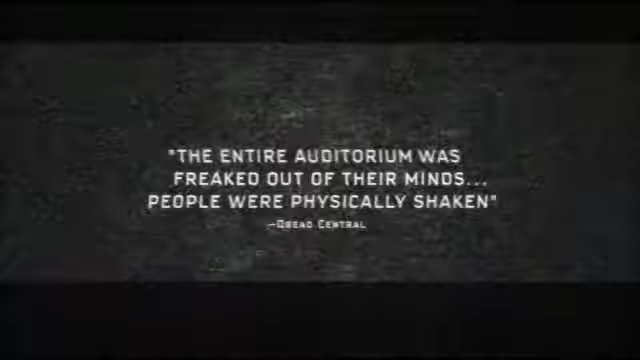 "THE ENTIRE AUDITORIUM WAS
FREAKED OUT OF THEIR MINDS...
PEOPLE WERE PHYSICALLY SHAKEN"
-DREAD CENTRAL